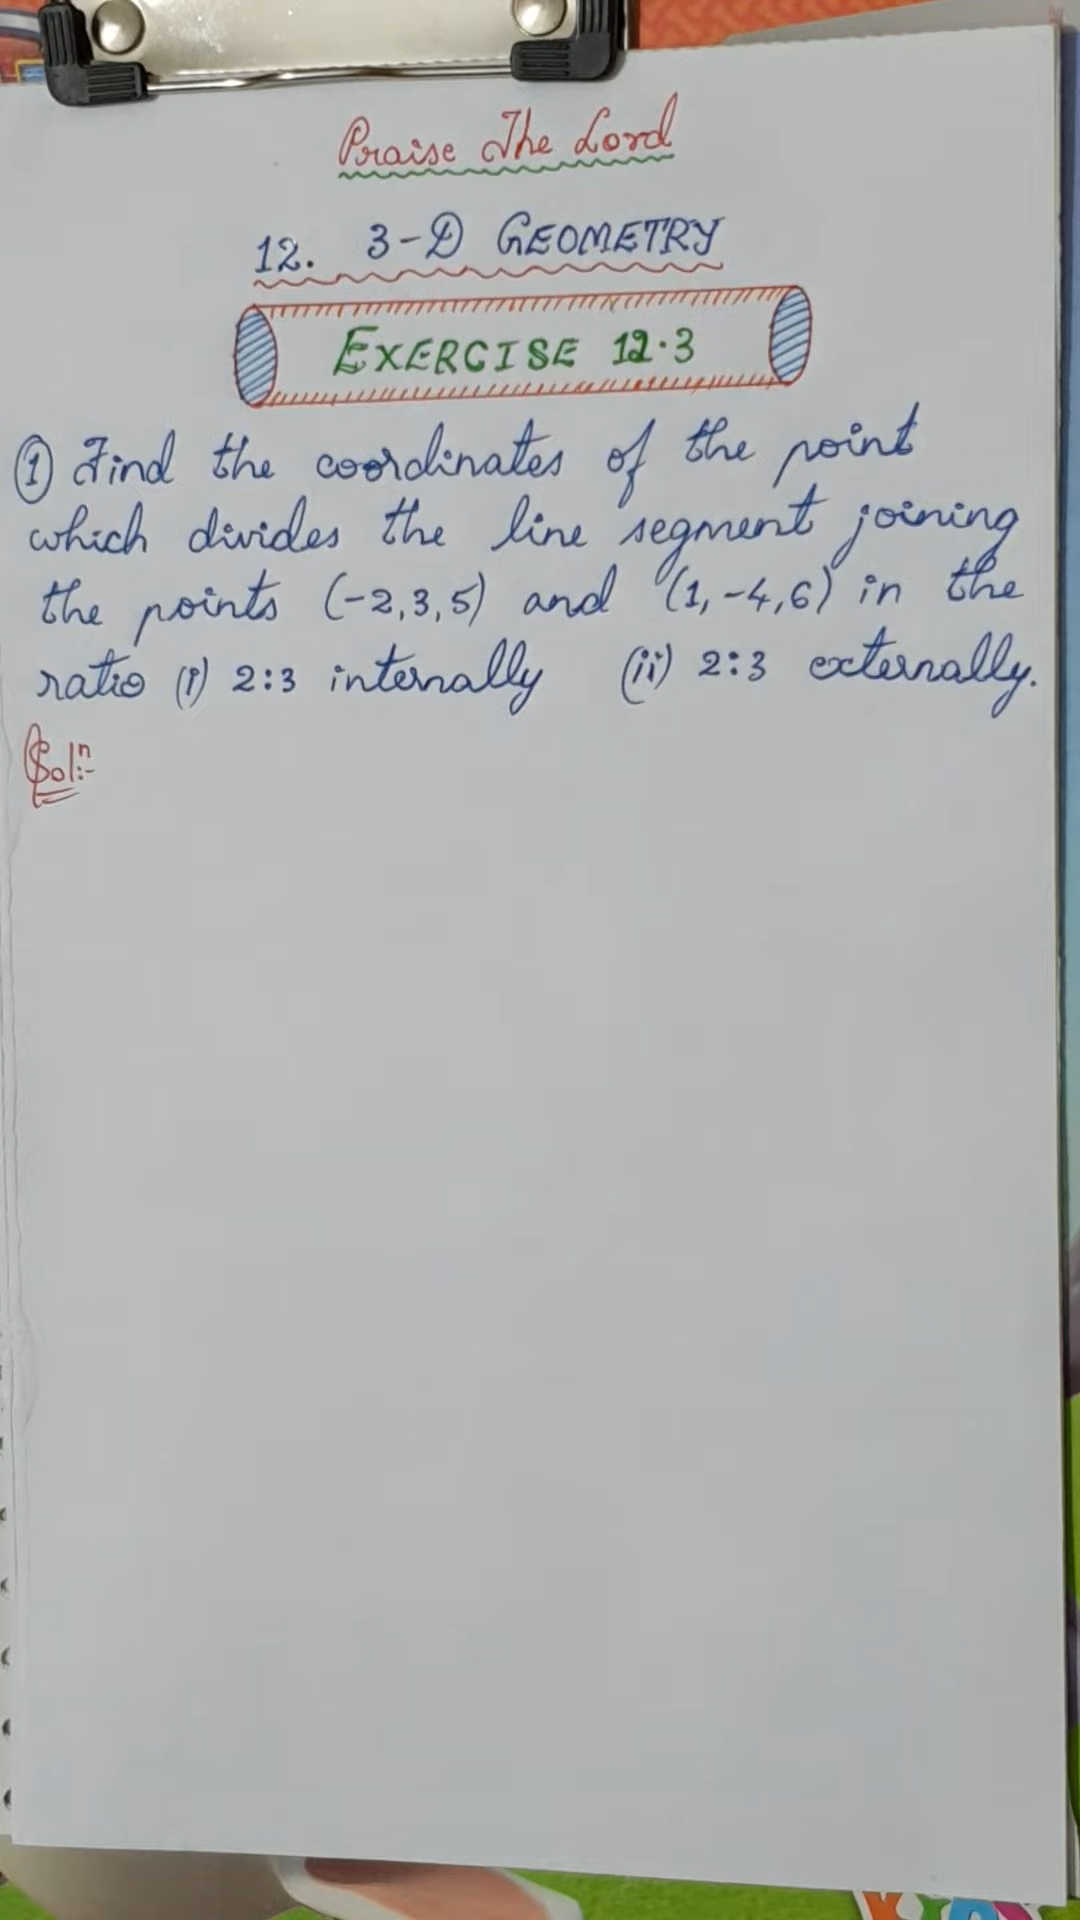 Praise The Lord
12. 3-D GEOMETRY
EXERCISE 12.3
① Find the coordinates of the point
which divides the line segment joining
the points (-2,3,5) and (1,-4,6) in the
ratio (i) 2:3 internally (ii) 2:3 externally.
Solⁿ:-